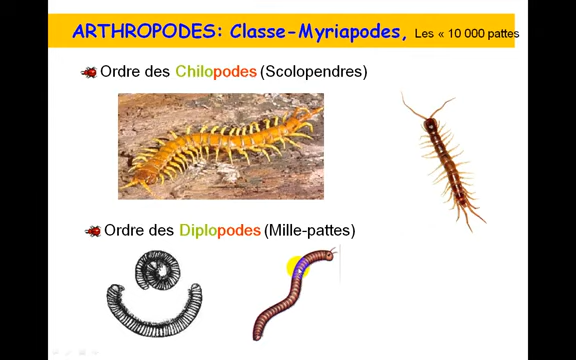 ARTHROPODES: Classe-Myriapodes, Les « 10 000 pattes
Ordre des Chilopodes (Scolopendres)
Ordre des Diplopodes (Mille-pattes)